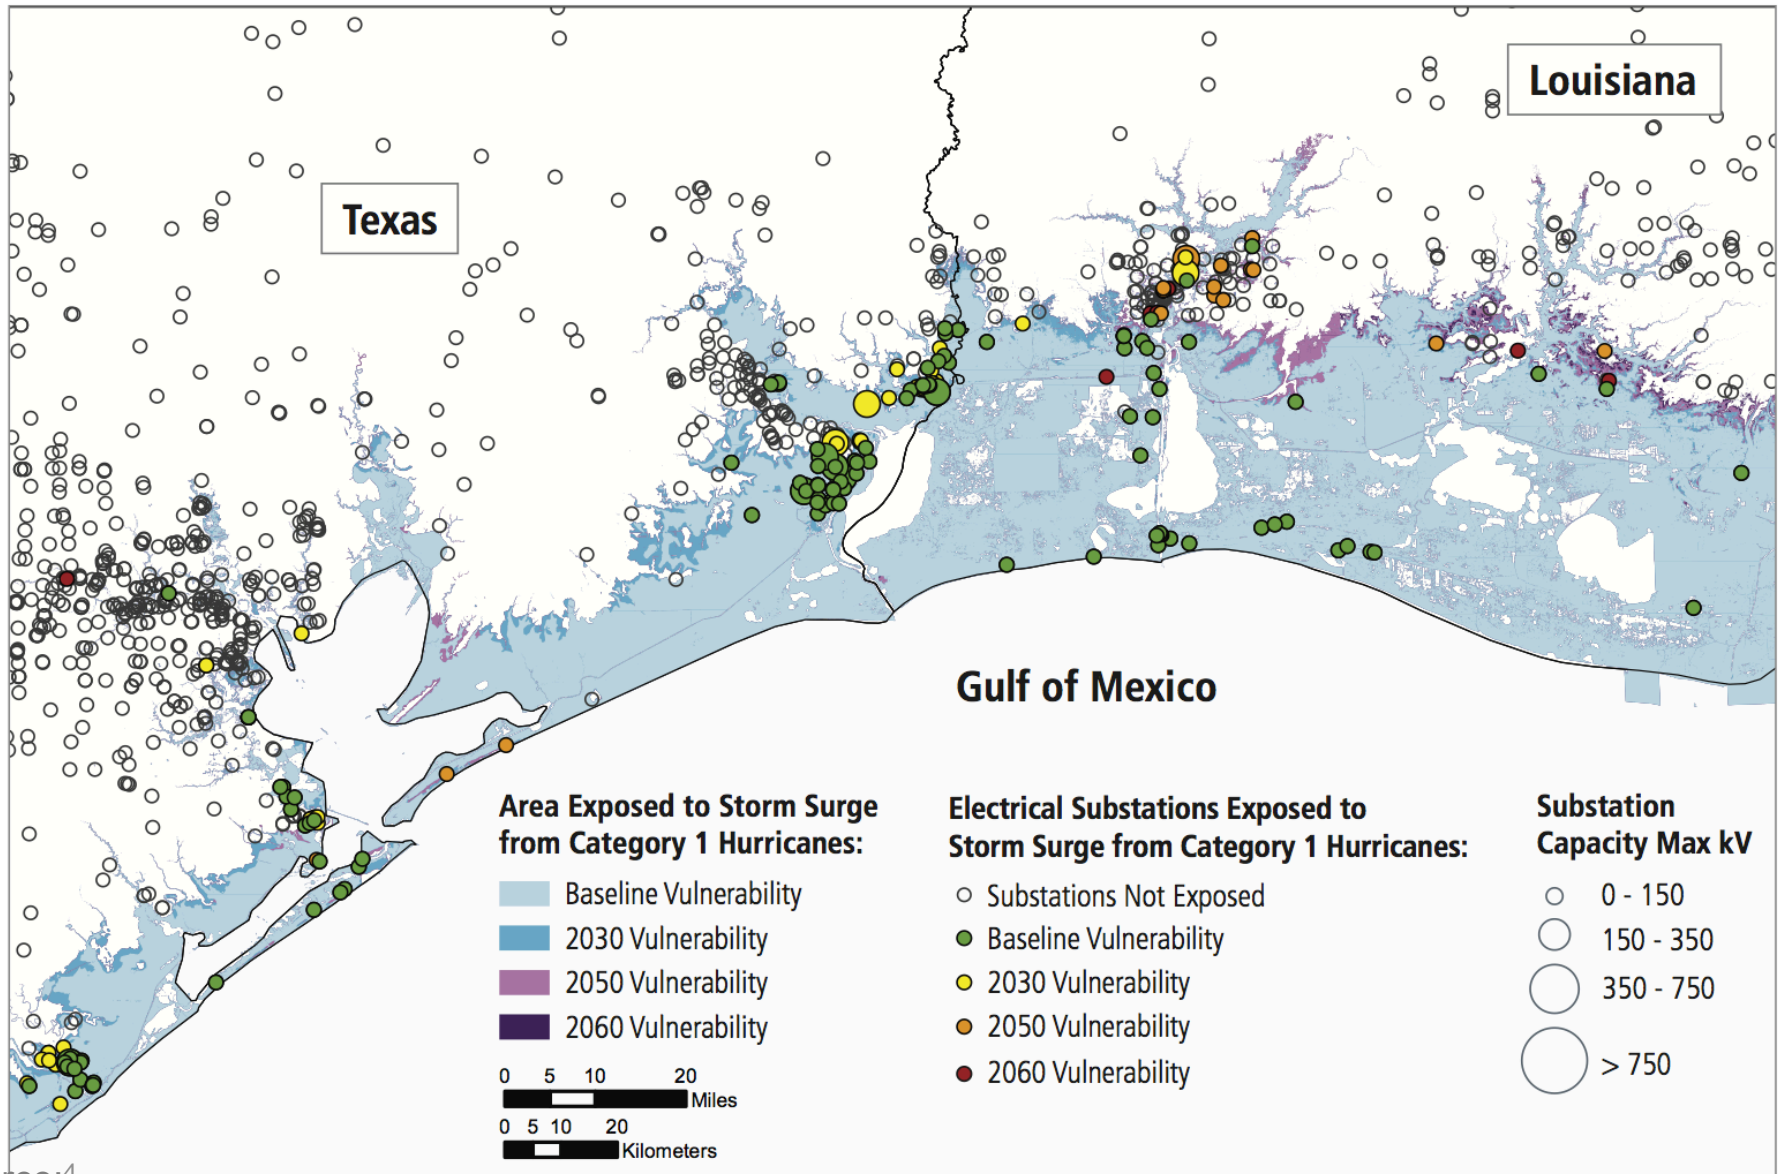 Louisiana
Texas
Gulf of Mexico
Area Exposed to Storm Surge
from Category 1 Hurricanes:
Baseline Vulnerability
2030 Vulnerability
2050 Vulnerability
2060 Vulnerability
0 5 10 20
Miles
0 5 10 20
Kilometers
Electrical Substations Exposed to
Storm Surge from Category 1 Hurricanes:
Substations Not Exposed
Baseline Vulnerability
2030 Vulnerability
2050 Vulnerability
2060 Vulnerability
Substation
Capacity Max kV
0 - 150
150 - 350
350 - 750
> 750